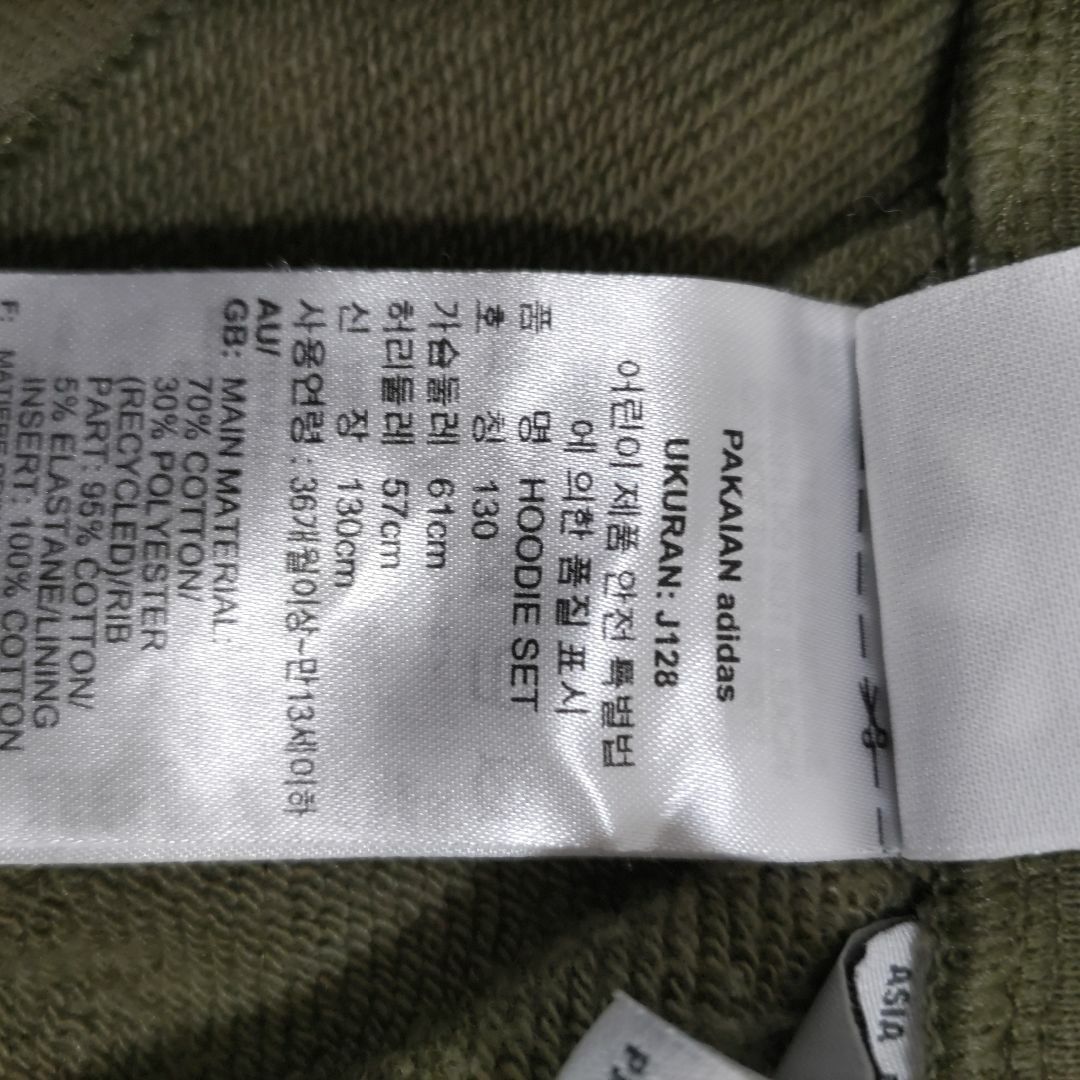 PAKAIAN adidas
UKURAN: J128
어린이 제품 안전 특별법
에 의한 품질 표시
품 명 HOODIE SET
호 칭 130
가슴둘레 61cm
허리둘레 57cm
신 장 130cm
사용연령 : 36개월이상~만13세이하
AU/
GB: MAIN MATERIAL:
70% COTTON/
30% POLYESTER
(RECYCLED)/RIB
PART: 95% COTTON/
5% ELASTANE/LINNING
INSERT: 100% COTTON
F:
ASIA